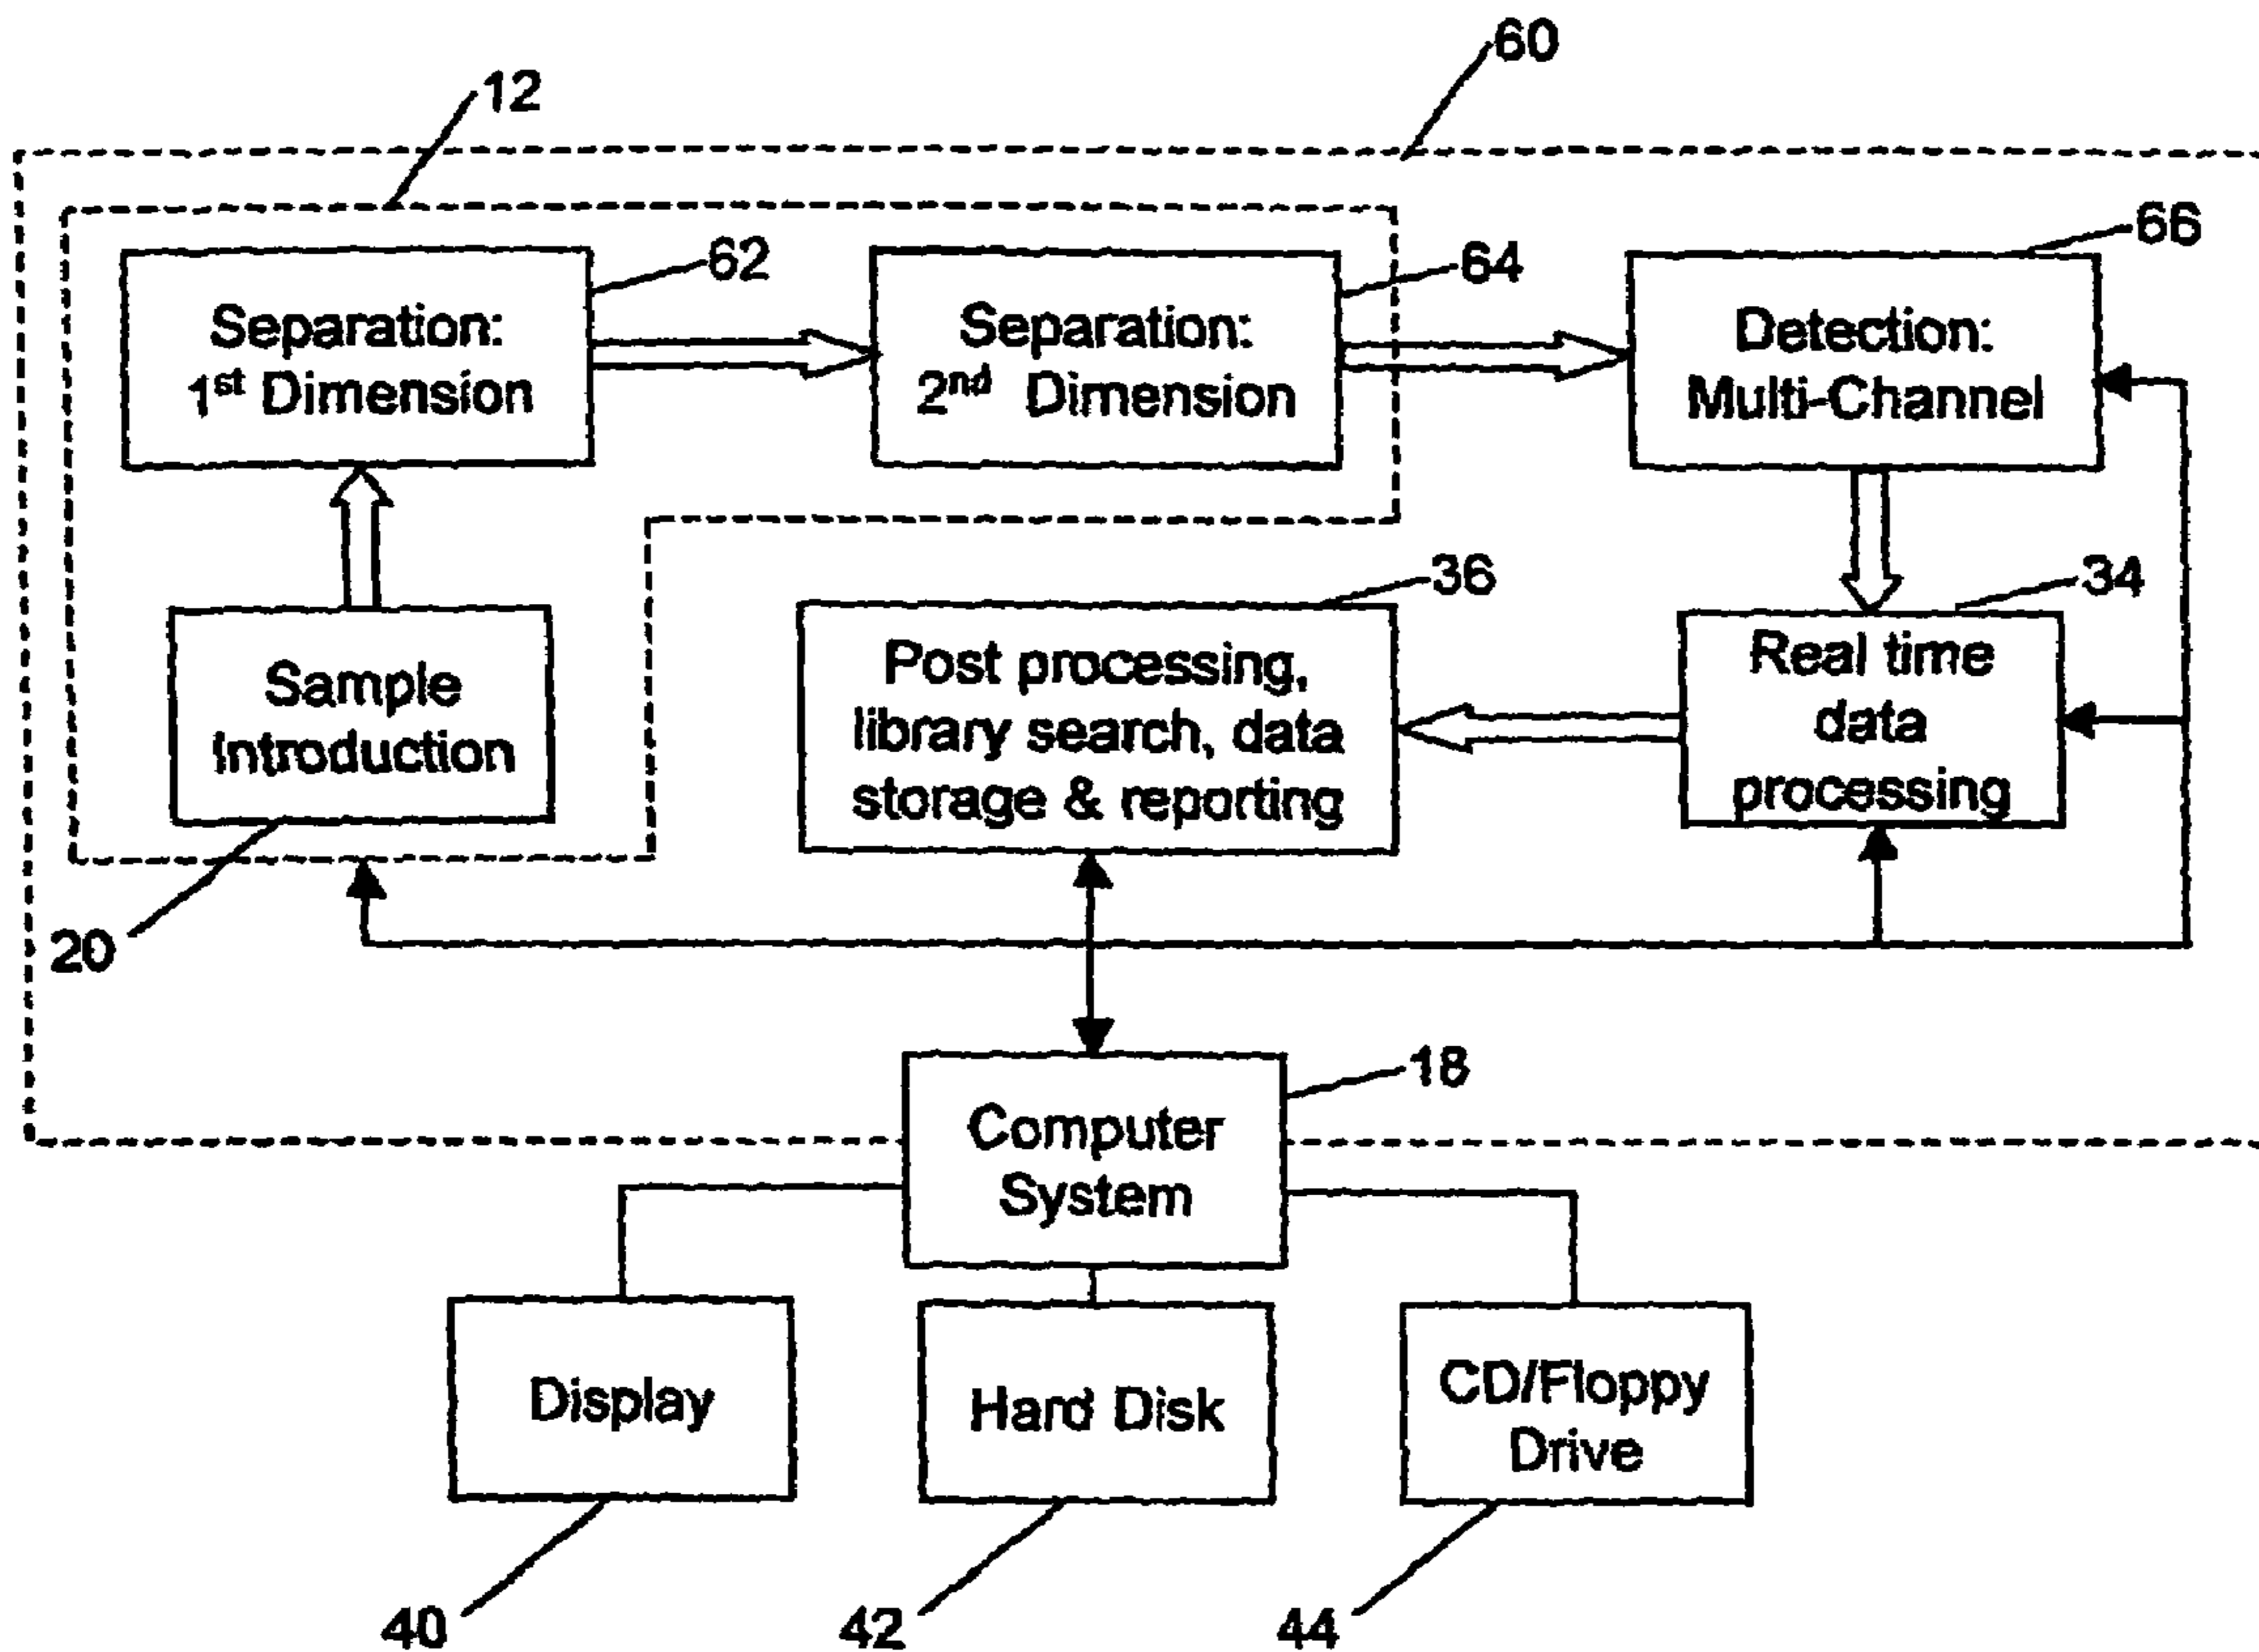 60
12
62
64
66
Separation:
1st Dimension
Separation:
2nd Dimension
Detection:
Multi-Channel
36
34
Sample
Introduction
Post processing,
library search, data
storage & reporting
Real time
data
processing
20
18
Computer
System
Display
Hard Disk
CD/Floppy
Drive
40
42
44